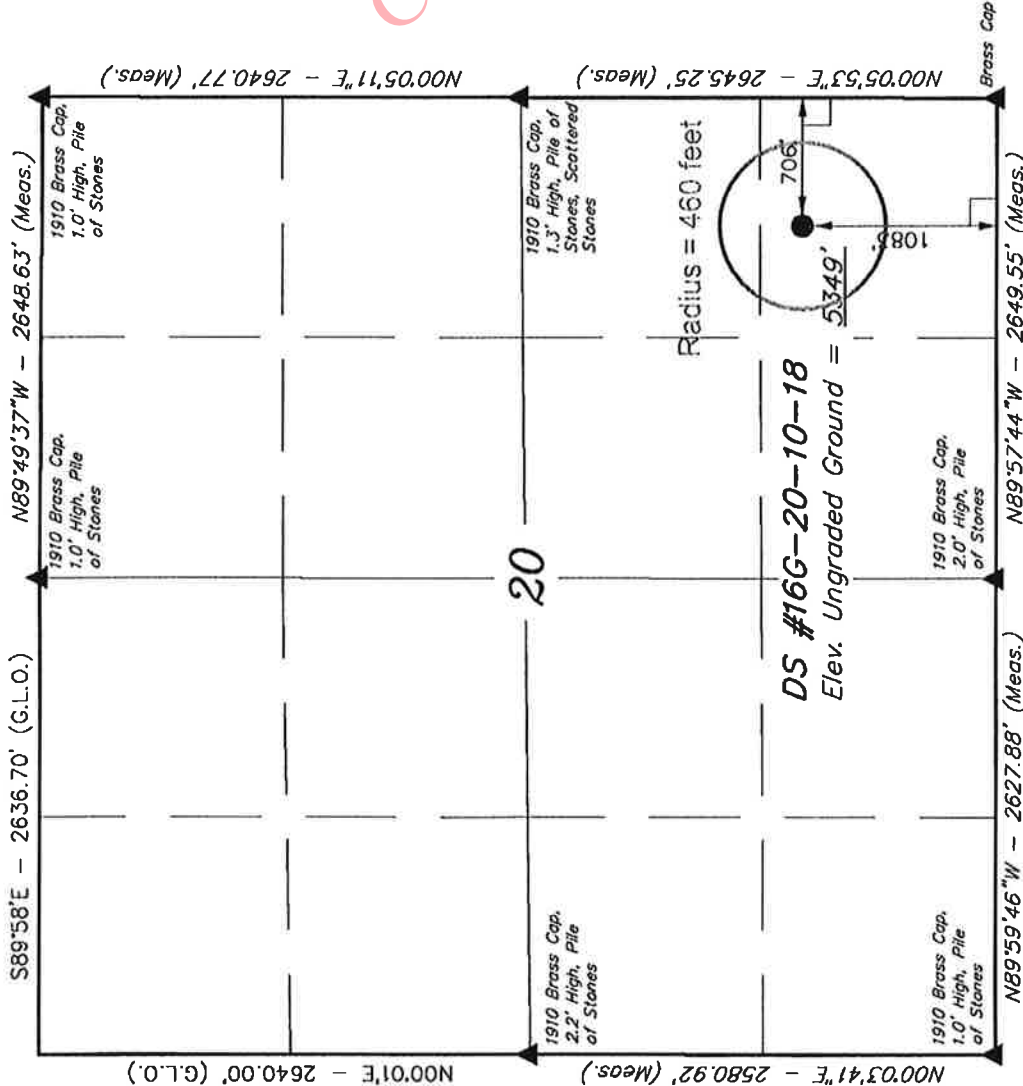 S89°58'E - 2636.70' (G.L.O.)
N89°49'37"W - 2648.63' (Meas.)
1910 Brass Cap,
1.0' High, Pile
of Stones
1910 Brass Cap,
1.0' High, Pile
of Stones
N00°01'E - 2640.00' (G.L.O.)
N00°05'11"E - 2640.77' (Meas.)
1910 Brass Cap,
1.3' High, Pile of
Stones, Scattered
Stones
20
1910 Brass Cap,
2.2' High, Pile
of Stones
Radius = 460 feet
706'
DS #16G-20-10-18
Elev. Ungraded Ground = 5349'
N00°03'41"E - 2580.92' (Meas.)
N00°05'53"E - 2645.25' (Meas.)
1910 Brass Cap,
1.0' High, Pile
of Stones
1910 Brass Cap,
2.0' High, Pile
of Stones
Brass Cap
N89°59'46"W - 2627.88' (Meas.)
N89°57'44"W - 2649.55' (Meas.)